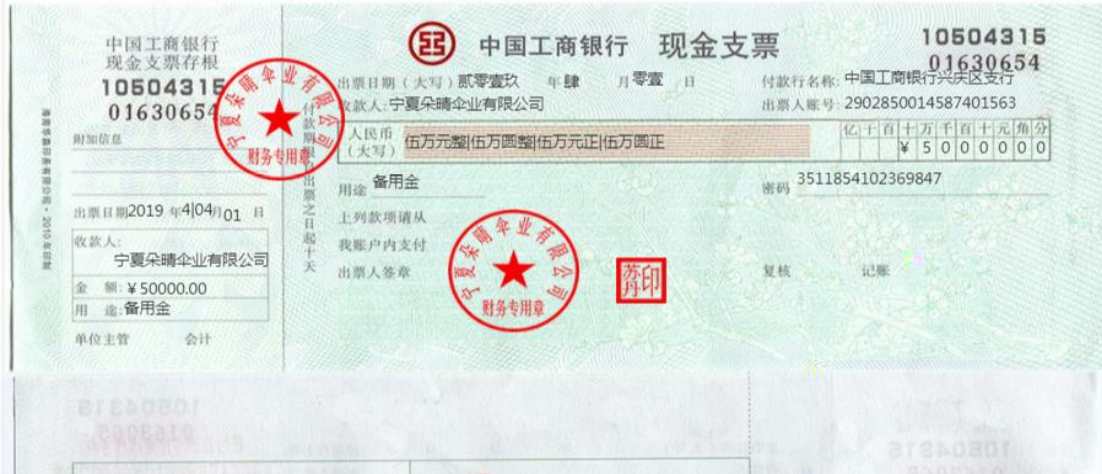 中国工商银行
现金支票存根
10504315
01630654
附加信息
出票日期2019 年4|04月01 日
收款人:
宁夏朵晴伞业有限公司
金 额:¥50000.00
用 途:备用金
单位主管 会计
付款期限自出票之日起十天
中国工商银行 现金支票
10504315
01630654
出票日期(大写)贰零壹玖 年肆 月零壹 日
付款行名称:中国工商银行兴庆区支行
收款人:宁夏朵晴伞业有限公司
出票人账号:2902850014587401563
人民币
(大写)
伍万元整|伍万圆整|伍万元正|伍万圆正
亿千百十万千百十元角分
¥5000000
用途 备用金
密码 3511854102369847
上列款项请从
我账户内支付
出票人签章
复核 记账
宁夏朵晴伞业有限公司
财务专用章
宁夏朵晴伞业有限公司
财务专用章
苏丹印